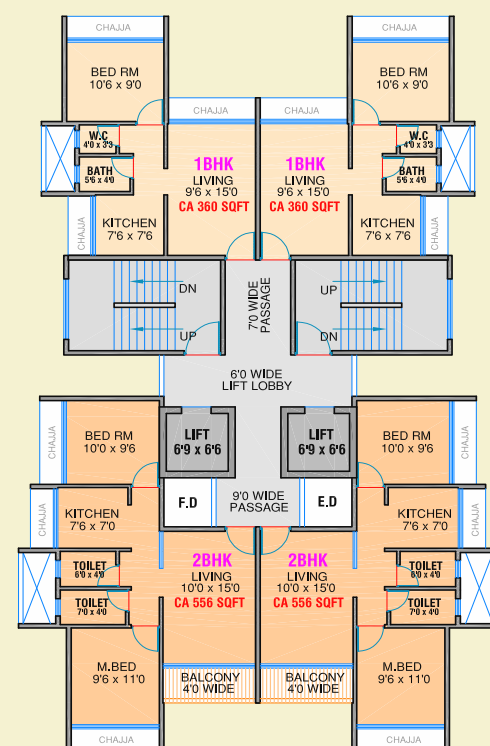 CHAJJA
CHAJJA
BED RM
10'6 x 9'0
BED RM
10'6 x 9'0
CHAJJA
CHAJJA
W.C
4'0 x 3'3
W.C
4'0 x 3'3
BATH
5'6 x 4'0
BATH
5'6 x 4'0
1BHK
LIVING
9'6 x 15'0
CA 360 SQFT
1BHK
LIVING
9'6 x 15'0
CA 360 SQFT
CHAJJA
KITCHEN
7'6 x 7'6
KITCHEN
7'6 x 7'6
CHAJJA
DN
UP
7'0 WIDE
PASSAGE
UP
DN
6'0 WIDE
LIFT LOBBY
LIFT
6'9 x 6'6
LIFT
6'9 x 6'6
CHAJJA
BED RM
10'0 x 9'6
BED RM
10'0 x 9'6
CHAJJA
F.D
9'0 WIDE
PASSAGE
E.D
CHAJJA
KITCHEN
7'6 x 7'0
KITCHEN
7'6 x 7'0
CHAJJA
TOILET
6'0 x 4'0
TOILET
6'0 x 4'0
TOILET
7'0 x 4'0
TOILET
7'0 x 4'0
2BHK
LIVING
10'0 x 15'0
CA 556 SQFT
2BHK
LIVING
10'0 x 15'0
CA 556 SQFT
M.BED
9'6 x 11'0
BALCONY
4'0 WIDE
BALCONY
4'0 WIDE
M.BED
9'6 x 11'0
CHAJJA
CHAJJA